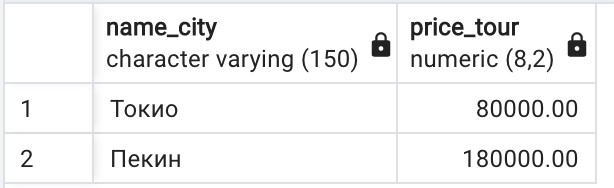 name_city price_tour
character varying (150) numeric (8,2)
1 Токио 80000.00
2 Пекин 180000.00